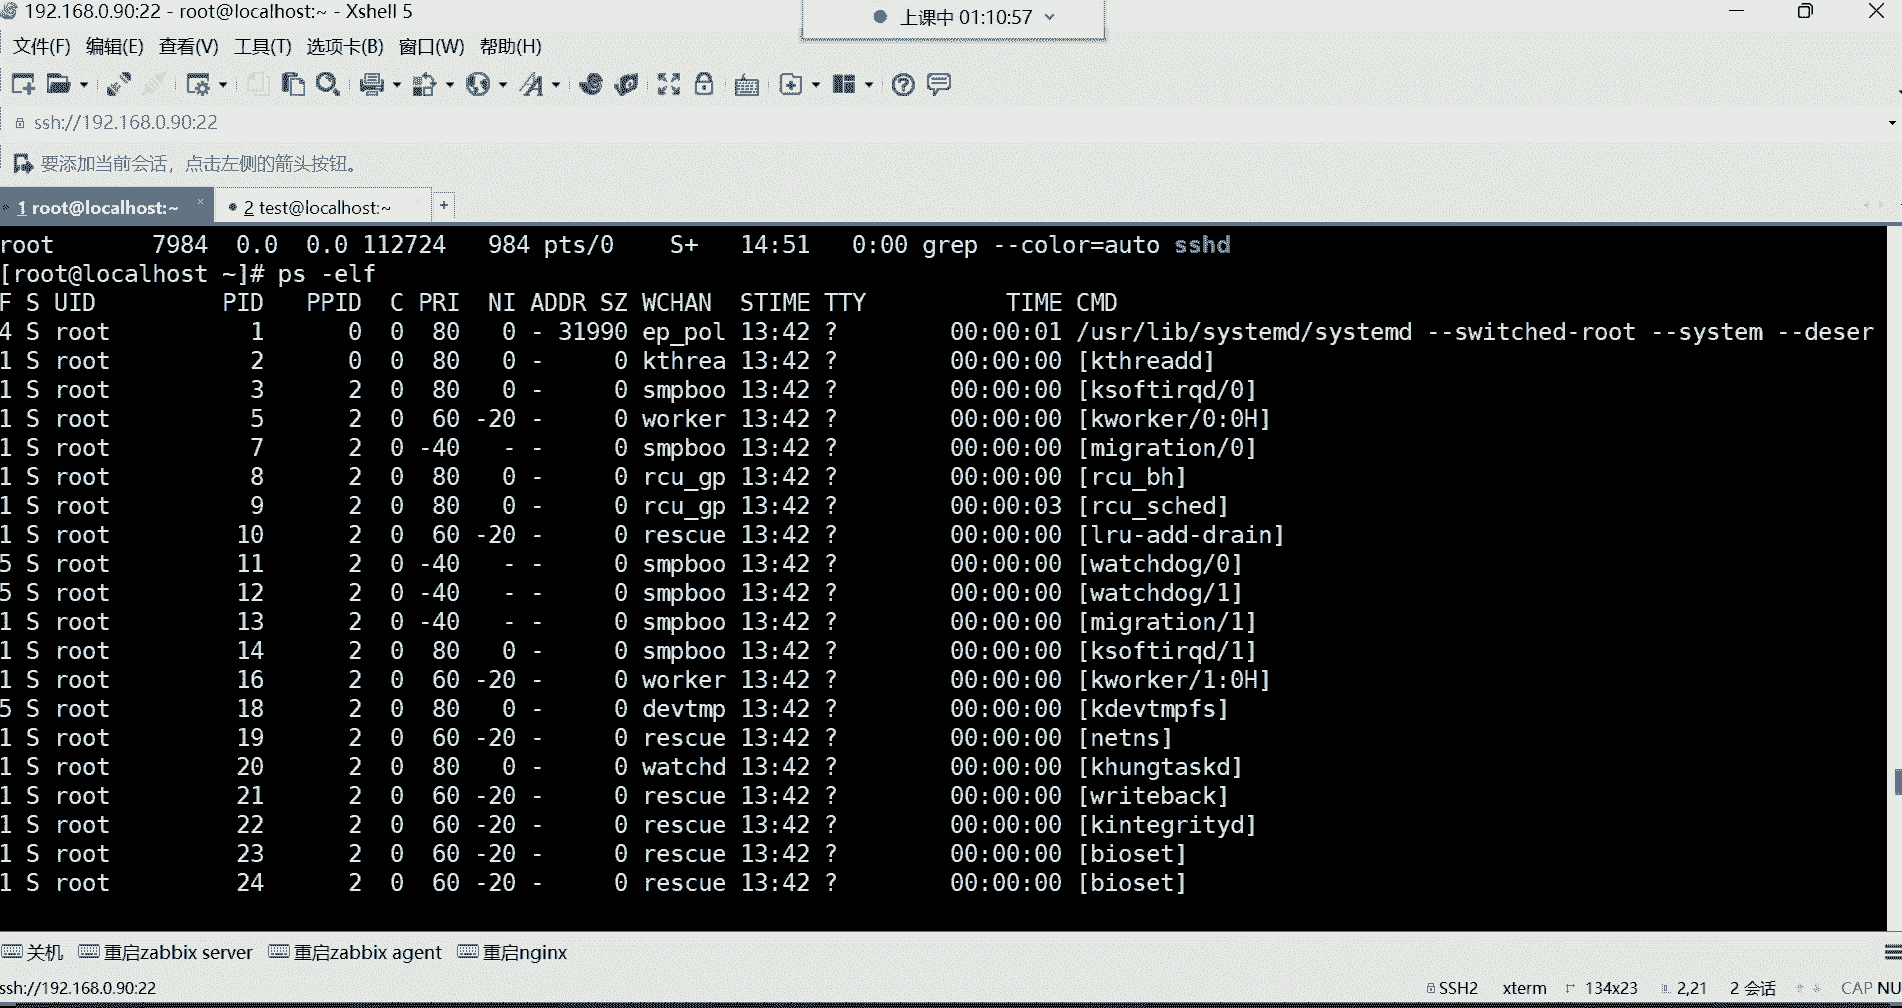 192.168.0.90:22 - root@localhost:~ - Xshell 5
上课中 01:10:57
文件(F) 编辑(E) 查看(V) 工具(T) 选项卡(B) 窗口(W) 帮助(H)
ssh://192.168.0.90:22
要添加当前会话，点击左侧的箭头按钮。
1 root@localhost:~ × 2 test@localhost:~ +
root 7984 0.0 0.0 112724 984 pts/0 S+ 14:51 0:00 grep --color=auto sshd
[root@localhost ~]# ps -elf
F S UID PID PPID C PRI NI ADDR SZ WCHAN STIME TTY TIME CMD
4 S root 1 0 0 80 0 - 31990 ep_pol 13:42 ? 00:00:01 /usr/lib/systemd/systemd --switched-root --system --deser
1 S root 2 0 0 80 0 - 0 kthrea 13:42 ? 00:00:00 [kthreadd]
1 S root 3 2 0 80 0 - 0 smpboo 13:42 ? 00:00:00 [ksoftirqd/0]
1 S root 5 2 0 60 -20 - 0 worker 13:42 ? 00:00:00 [kworker/0:0H]
1 S root 7 2 0 -40 - - 0 smpboo 13:42 ? 00:00:00 [migration/0]
1 S root 8 2 0 80 0 - 0 rcu_gp 13:42 ? 00:00:00 [rcu_bh]
1 S root 9 2 0 80 0 - 0 rcu_gp 13:42 ? 00:00:03 [rcu_sched]
1 S root 10 2 0 60 -20 - 0 rescue 13:42 ? 00:00:00 [lru-add-drain]
5 S root 11 2 0 -40 - - 0 smpboo 13:42 ? 00:00:00 [watchdog/0]
5 S root 12 2 0 -40 - - 0 smpboo 13:42 ? 00:00:00 [watchdog/1]
1 S root 13 2 0 -40 - - 0 smpboo 13:42 ? 00:00:00 [migration/1]
1 S root 14 2 0 80 0 - 0 smpboo 13:42 ? 00:00:00 [ksoftirqd/1]
1 S root 16 2 0 60 -20 - 0 worker 13:42 ? 00:00:00 [kworker/1:0H]
5 S root 18 2 0 80 0 - 0 devtmp 13:42 ? 00:00:00 [kdevtmpfs]
1 S root 19 2 0 60 -20 - 0 rescue 13:42 ? 00:00:00 [netns]
1 S root 20 2 0 80 0 - 0 watchd 13:42 ? 00:00:00 [khungtaskd]
1 S root 21 2 0 60 -20 - 0 rescue 13:42 ? 00:00:00 [writeback]
1 S root 22 2 0 60 -20 - 0 rescue 13:42 ? 00:00:00 [kintegrityd]
1 S root 23 2 0 60 -20 - 0 rescue 13:42 ? 00:00:00 [bioset]
1 S root 24 2 0 60 -20 - 0 rescue 13:42 ? 00:00:00 [bioset]
关机 重启zabbix server 重启zabbix agent 重启nginx
ssh://192.168.0.90:22 SSH2 xterm 134x23 2,21 2 会话 CAP NU